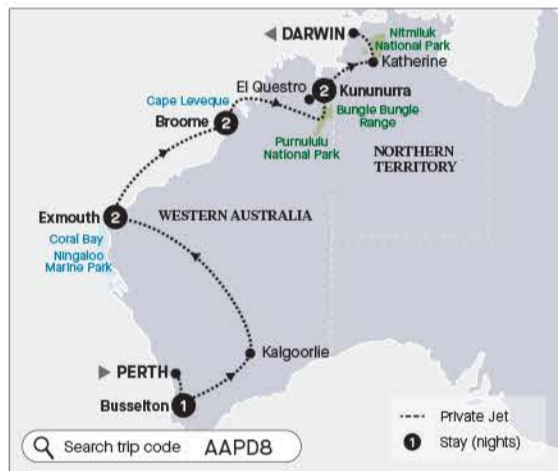 DARWIN
Nitmiluk
National Park
Katherine
El Questro
2
Kununurra
Cape Leveque
Bungle Bungle
Range
Broome
2
Purnululu
National Park
NORTHERN
TERRITORY
Exmouth
2
WESTERN AUSTRALIA
Coral Bay
Ningaloo
Marine Park
Kalgoorlie
PERTH
Busselton
1
Private Jet
Search trip code AAPD8
1 Stay (nights)